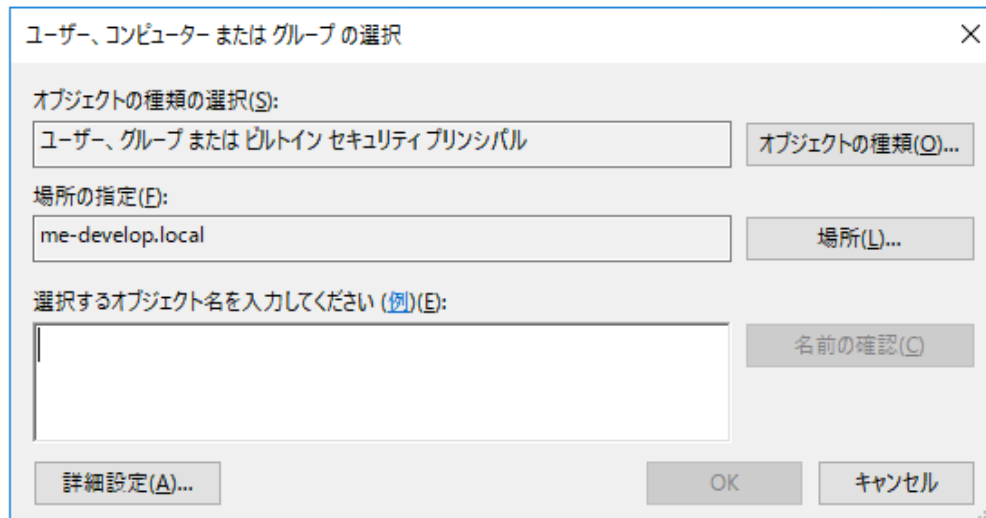 ユーザー、コンピューター または グループ の選択
オブジェクトの種類の選択(S):
ユーザー、グループ または ビルトイン セキュリティ プリンシパル
オブジェクトの種類(O)...
場所の指定(F):
me-develop.local
場所(L)...
選択するオブジェクト名を入力してください (例)(E):
名前の確認(C)
詳細設定(A)...
OK
キャンセル